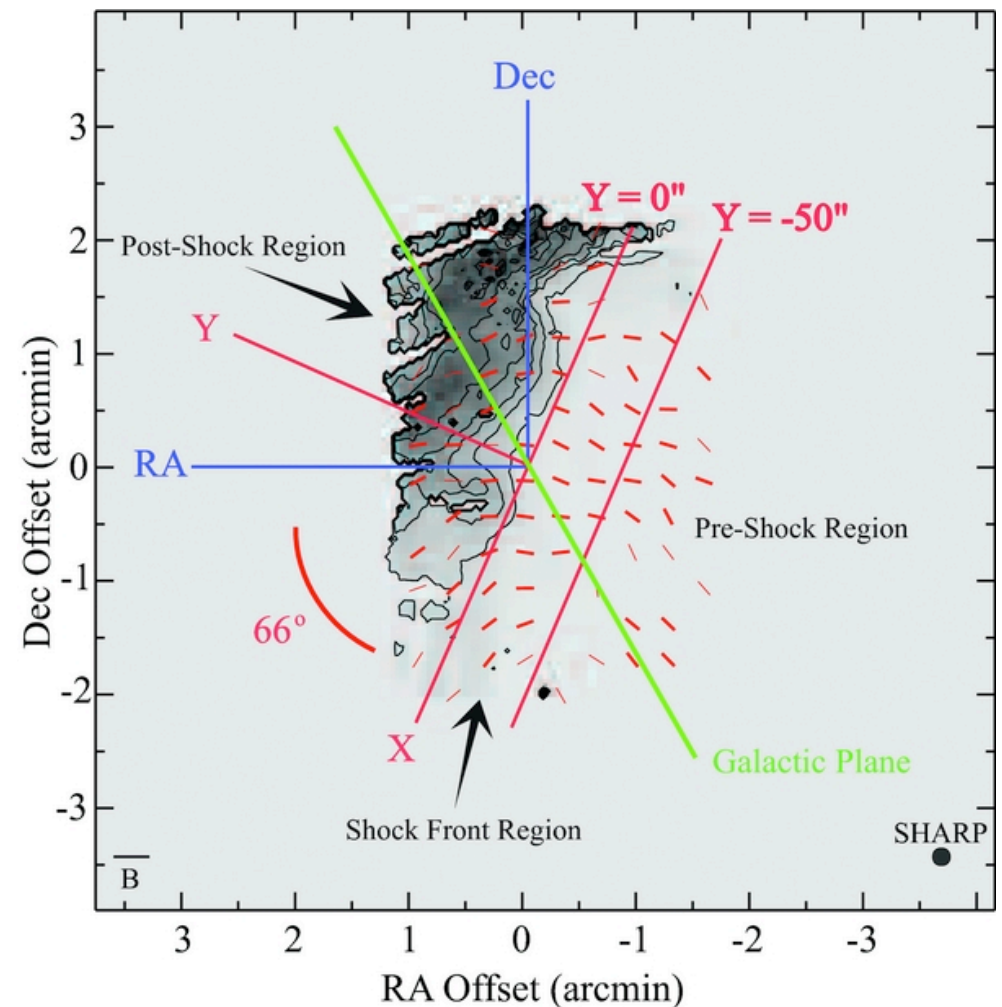 Dec
3
Y = 0"
Y = -50"
2
Post-Shock Region
Y
1
RA
0
Pre-Shock Region
-1
66°
-2
X
Galactic Plane
-3
Shock Front Region
SHARP
B
Dec Offset (arcmin)
3 2 1 0 -1 -2 -3
RA Offset (arcmin)